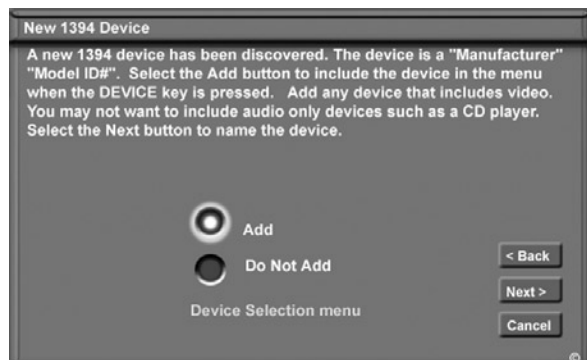 New 1394 Device
A new 1394 device has been discovered. The device is a "Manufacturer"
"Model ID#". Select the Add button to include the device in the menu
when the DEVICE key is pressed. Add any device that includes video.
You may not want to include audio only devices such as a CD player.
Select the Next button to name the device.
Add
Do Not Add
Device Selection menu
< Back
Next >
Cancel